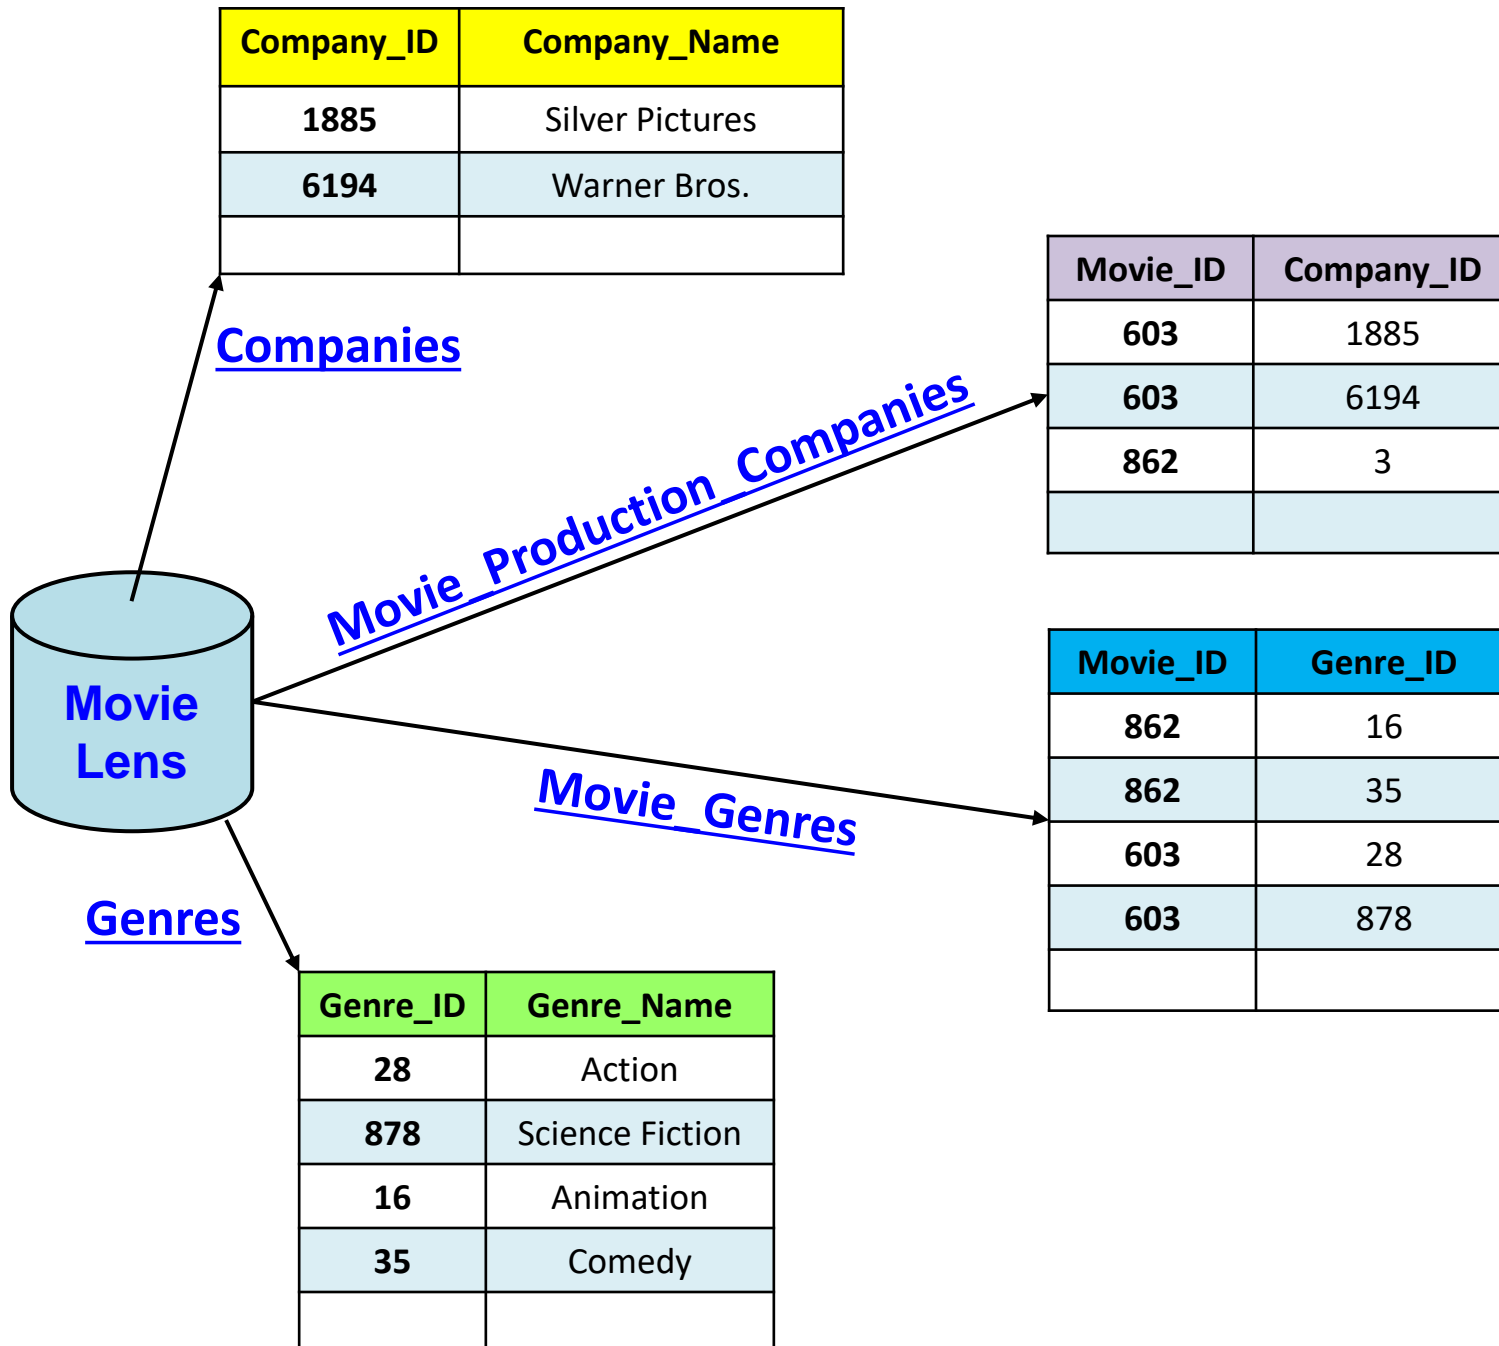 Company_ID Company_Name
1885 Silver Pictures
6194 Warner Bros.
Companies
Movie_Production_Companies
Movie_ID Company_ID
603 1885
603 6194
862 3
Movie
Lens
Movie_Genres
Movie_ID Genre_ID
862 16
862 35
603 28
603 878
Genres
Genre_ID Genre_Name
28 Action
878 Science Fiction
16 Animation
35 Comedy